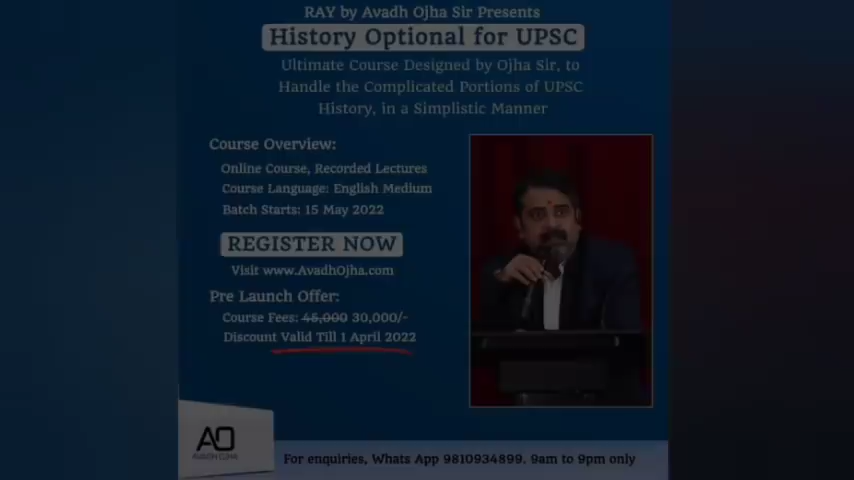 RAY by Avadh Ojha Sir Presents
History Optional for UPSC
Ultimate Course Designed by Ojha Sir, to
Handle the Complicated Portions of UPSC
History, in a Simplistic Manner
Course Overview:
Online Course, Recorded Lectures
Course Language: English Medium
Batch Starts: 15 May 2022
REGISTER NOW
Visit www.AvadhOjha.com
Pre Launch Offer:
Course Fees: 45,000 30,000/-
Discount Valid Till 1 April 2022
AO
AVADH OJHA
For enquiries, Whats App 9810934899. 9am to 9pm only